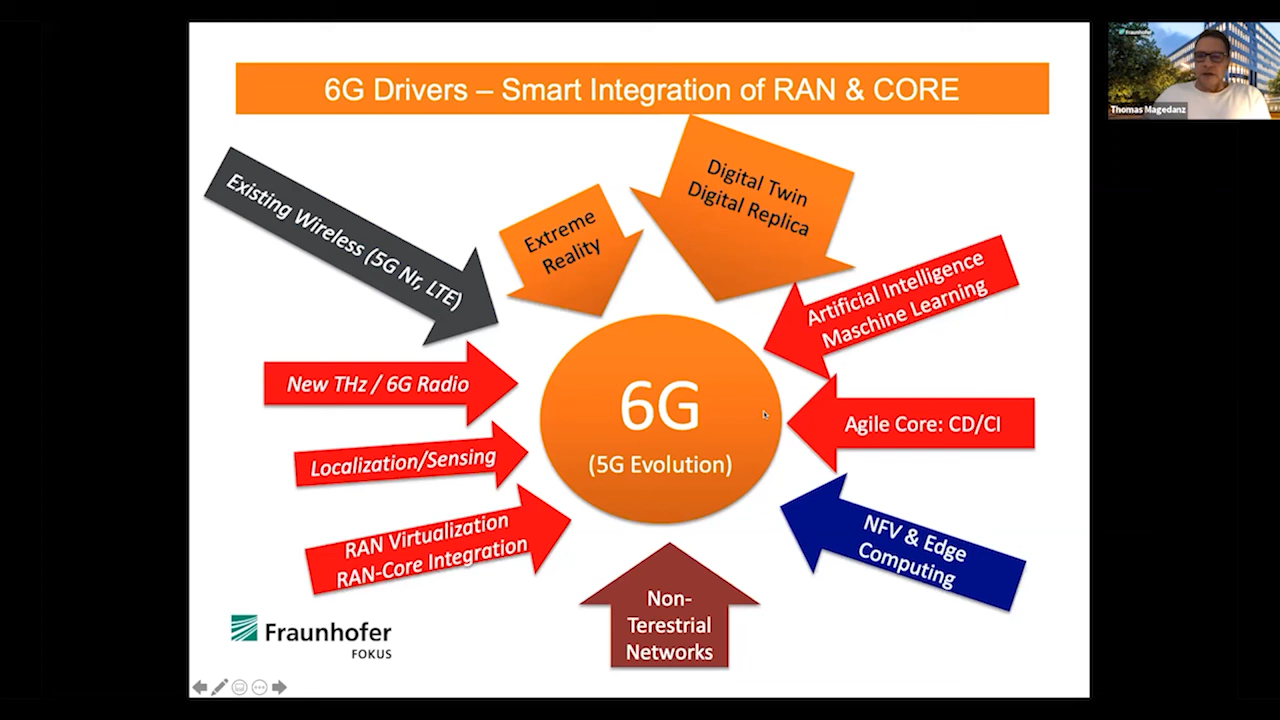 6G Drivers – Smart Integration of RAN & CORE
Fraunhofer
Thomas Magedanz
Existing Wireless (5G Nr, LTE)
Extreme
Reality
Digital Twin
Digital Replica
Artificial Intelligence
Maschine Learning
New THz / 6G Radio
6G
(5G Evolution)
Agile Core: CD/CI
Localization/Sensing
RAN Virtualization
RAN-Core Integration
NFV & Edge
Computing
Non-
Terestrial
Networks
Fraunhofer
FOKUS